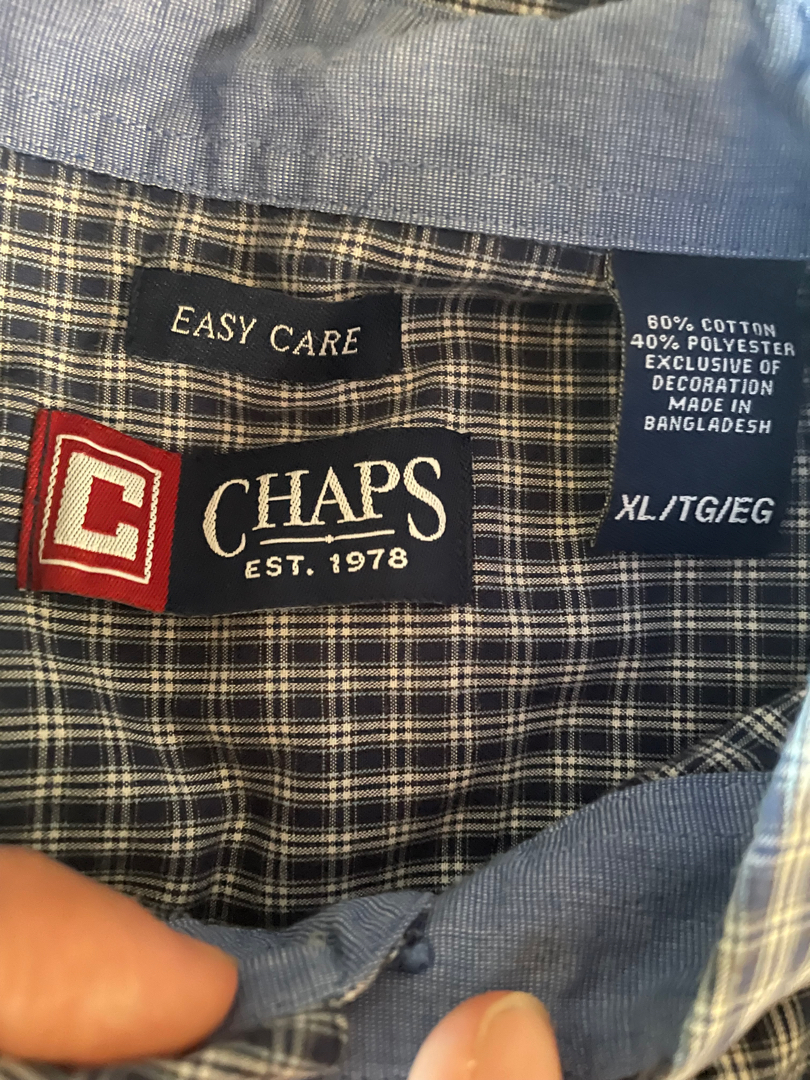 EASY CARE
C
CHAPS
EST. 1978
60% COTTON
40% POLYESTER
EXCLUSIVE OF
DECORATION
MADE IN
BANGLADESH
XL/TG/EG